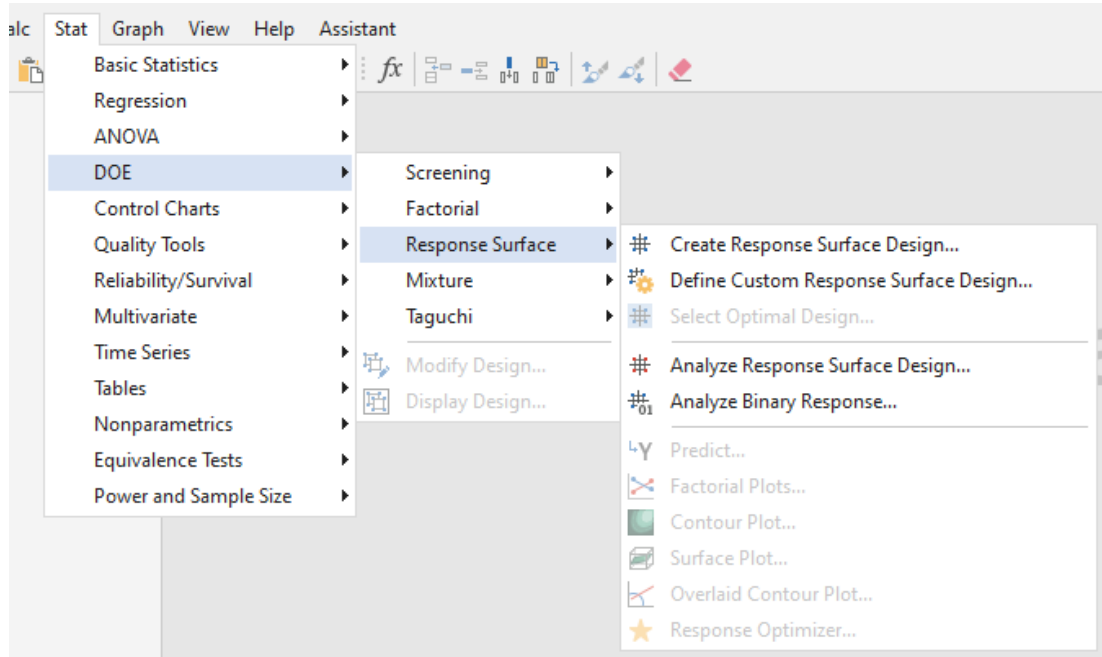 alc Stat Graph View Help Assistant
fx
Basic Statistics
Regression
ANOVA
DOE
Control Charts
Quality Tools
Reliability/Survival
Multivariate
Time Series
Tables
Nonparametrics
Equivalence Tests
Power and Sample Size
Screening
Factorial
Response Surface
Mixture
Taguchi
Modify Design...
Display Design...
Create Response Surface Design...
Define Custom Response Surface Design...
Select Optimal Design...
Analyze Response Surface Design...
01 Analyze Binary Response...
Y Predict...
Factorial Plots...
Contour Plot...
Surface Plot...
Overlaid Contour Plot...
Response Optimizer...